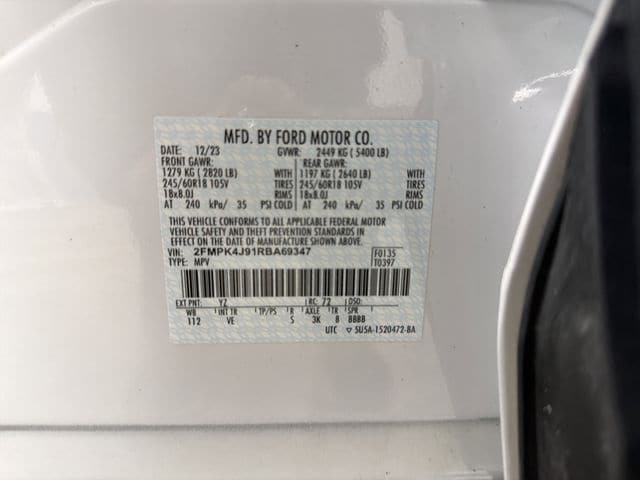 MFD. BY FORD MOTOR CO.
DATE: 12/23 GVWR: 2449 KG ( 5400 LB)
FRONT GAWR: REAR GAWR:
1279 KG ( 2820 LB) WITH 1197 KG ( 2640 LB) WITH
245/60R18 105V TIRES 245/60R18 105V TIRES
18x8.0J RIMS 18x8.0J RIMS
AT 240 kPa/ 35 PSI COLD AT 240 kPa/ 35 PSI COLD
THIS VEHICLE CONFORMS TO ALL APPLICABLE FEDERAL MOTOR
VEHICLE SAFETY AND THEFT PREVENTION STANDARDS IN
EFFECT ON THE DATE OF MANUFACTURE SHOWN ABOVE.
VIN: 2FMPK4J91RBA69347 F0135
TYPE: MPV T0397
EXT PNT: YZ RC: 72 DSO:
WB INT TR TP/PS R AXLE TR SPR
112 VE S 3K 8 BBBB
UTC ▽ 5U5A-1520472-BA